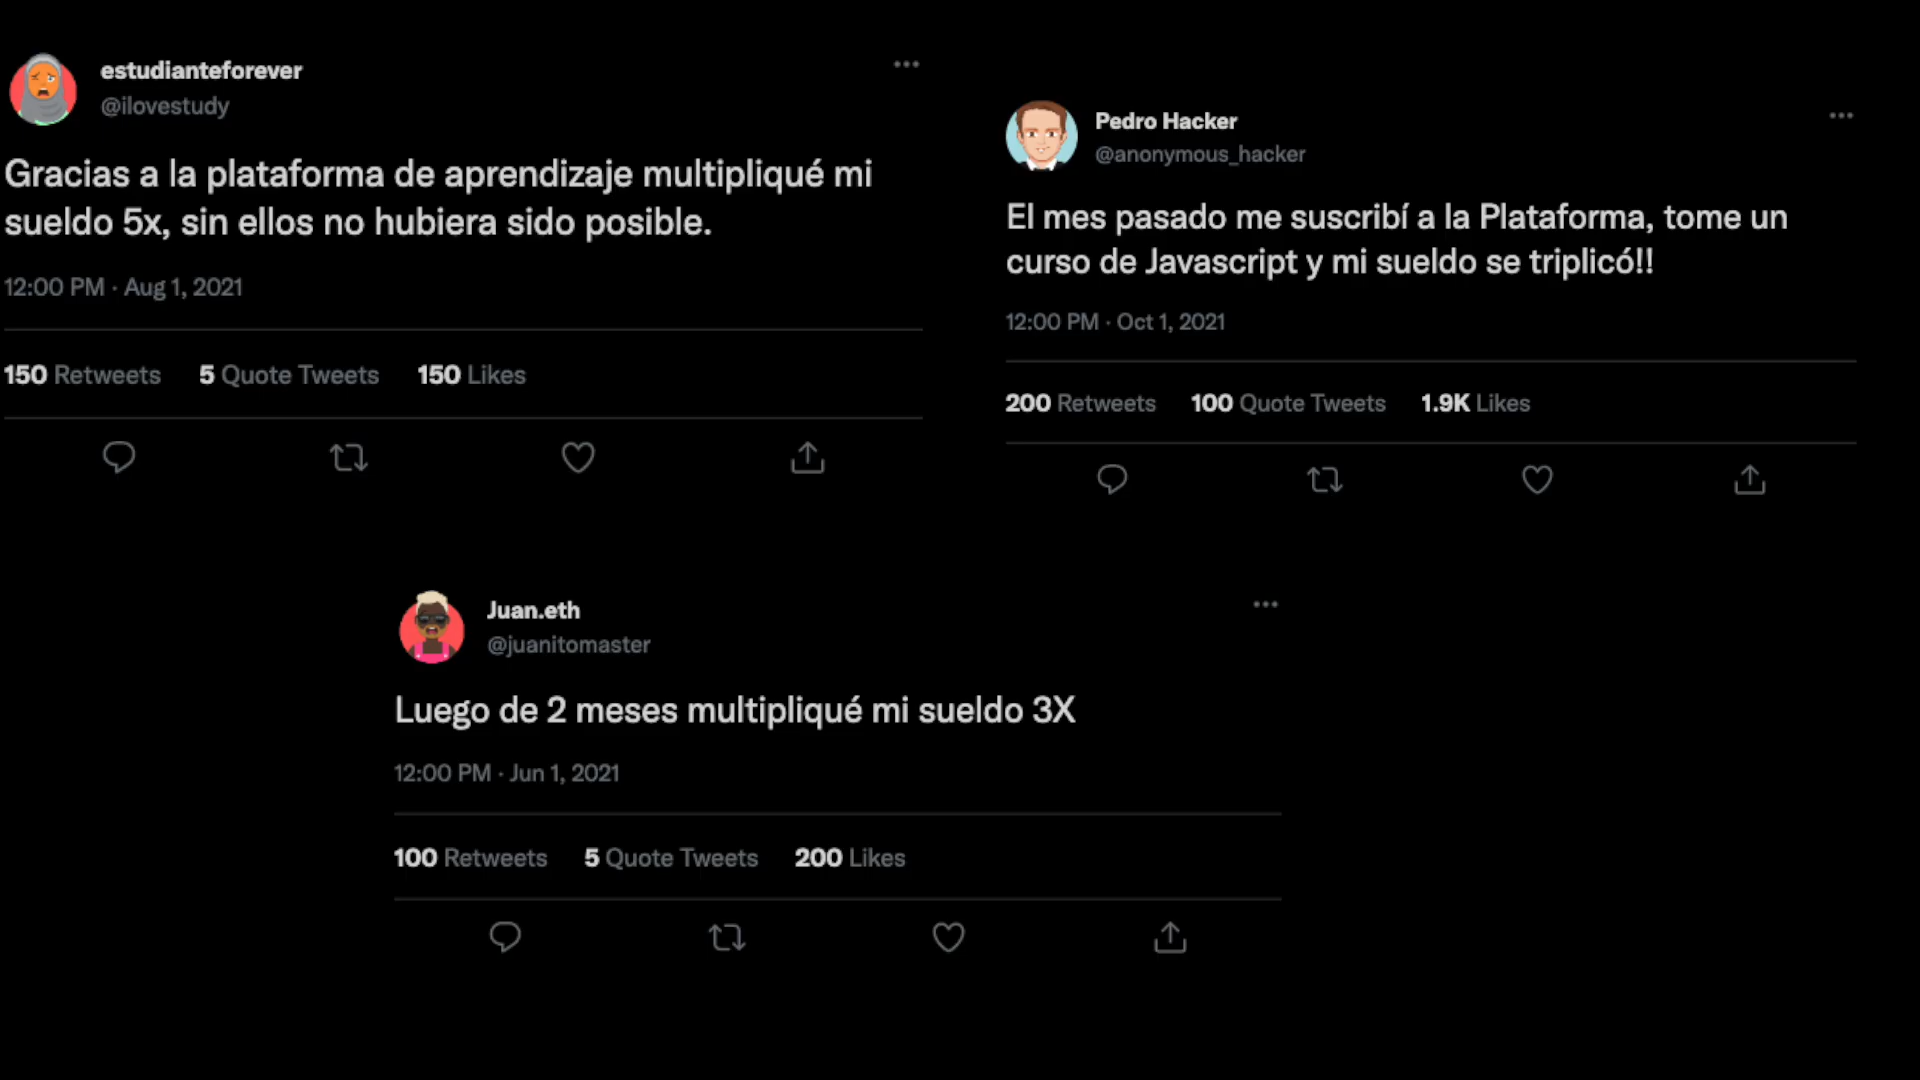 estudianteforever
@ilovestudy
Gracias a la plataforma de aprendizaje multipliqué mi
sueldo 5x, sin ellos no hubiera sido posible.
12:00 PM · Aug 1, 2021
150 Retweets 5 Quote Tweets 150 Likes
Pedro Hacker
@anonymous_hacker
El mes pasado me suscribí a la Plataforma, tome un
curso de Javascript y mi sueldo se triplicó!!
12:00 PM · Oct 1, 2021
200 Retweets 100 Quote Tweets 1.9K Likes
Juan.eth
@juanitomaster
Luego de 2 meses multipliqué mi sueldo 3X
12:00 PM · Jun 1, 2021
100 Retweets 5 Quote Tweets 200 Likes